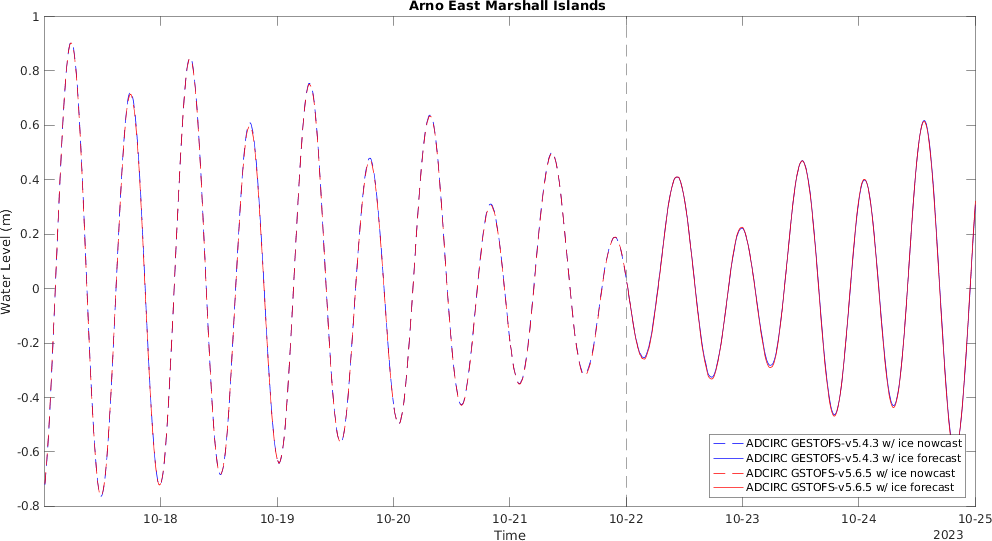 Arno East Marshall Islands
1
0.8
0.6
0.4
0.2
0
-0.2
-0.4
-0.6
-0.8
Water Level (m)
10-18 10-19 10-20 10-21 10-22 10-23 10-24 10-25
Time
2023
ADCIRC GESTOFS-v5.4.3 w/ ice nowcast
ADCIRC GESTOFS-v5.4.3 w/ ice forecast
ADCIRC GSTOFS-v5.6.5 w/ ice nowcast
ADCIRC GSTOFS-v5.6.5 w/ ice forecast